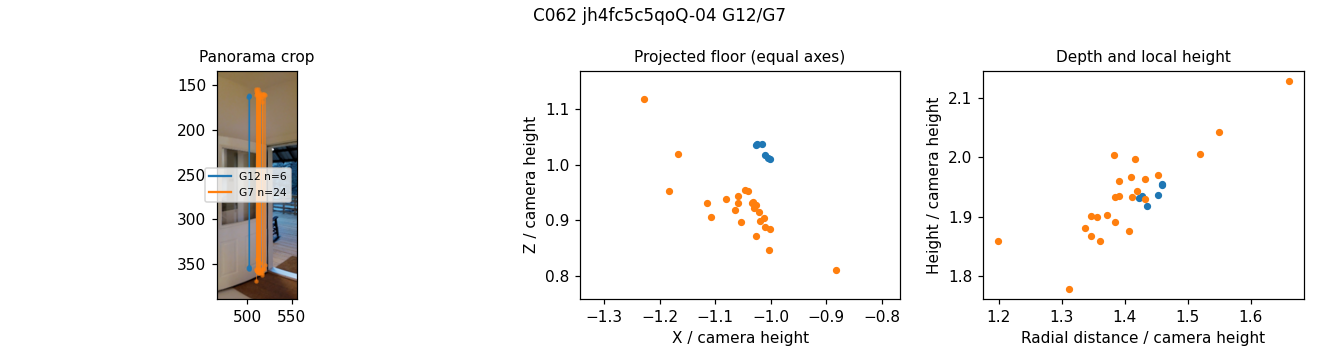 C062 jh4fc5c5qoQ-04 G12/G7
Panorama crop
150
200
250
300
350
500
550
G12 n=6
G7 n=24
Projected floor (equal axes)
Z / camera height
1.1
1.0
0.9
0.8
−1.3
−1.2
−1.1
−1.0
−0.9
−0.8
X / camera height
Depth and local height
Height / camera height
2.1
2.0
1.9
1.8
1.2
1.3
1.4
1.5
1.6
Radial distance / camera height